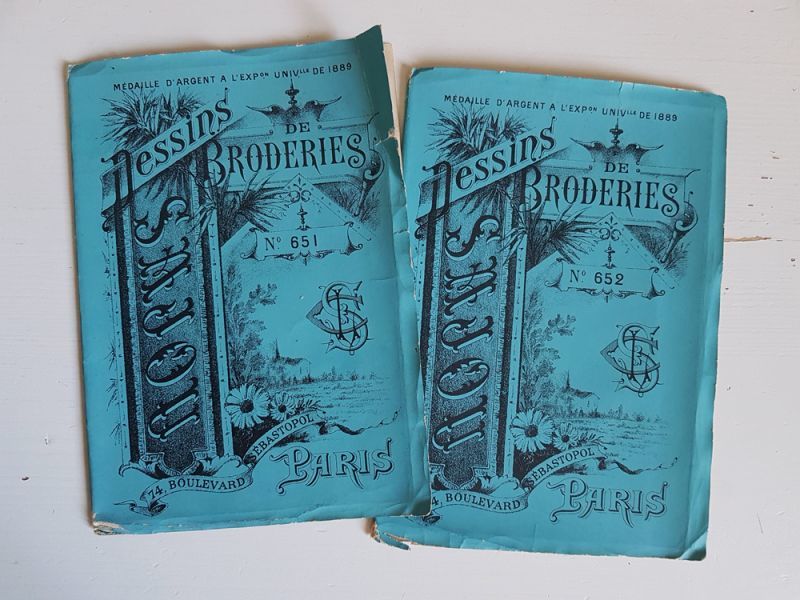 MÉDAILLE D'ARGENT A L'EXPON UNIVLLE DE 1889
Dessins
DE
BRODERIES
No 651
SAJOU
74, BOULEVARD SÉBASTOPOL
PARIS
MÉDAILLE D'ARGENT A L'EXPON UNIVLLE DE 1889
Dessins
DE
BRODERIES
No 652
SAJOU
4, BOULEVARD SÉBASTOPOL
PARIS